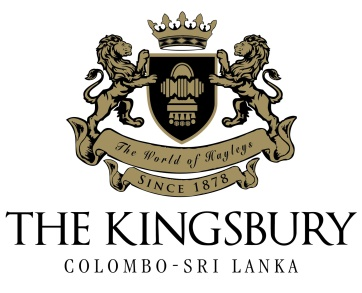 The World of Hayleys
SINCE 1878
THE KINGSBURY
COLOMBO-SRI LANKA